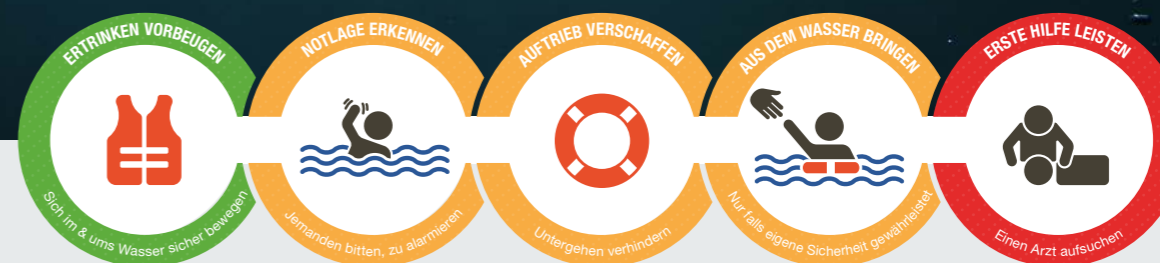 ERTRINKEN VORBEUGEN
Sich im & ums Wasser sicher bewegen
NOTLAGE ERKENNEN
Jemanden bitten, zu alarmieren
AUFTRIEB VERSCHAFFEN
Untergehen verhindern
AUS DEM WASSER BRINGEN
Nur falls eigene Sicherheit gewährleistet
ERSTE HILFE LEISTEN
Einen Arzt aufsuchen